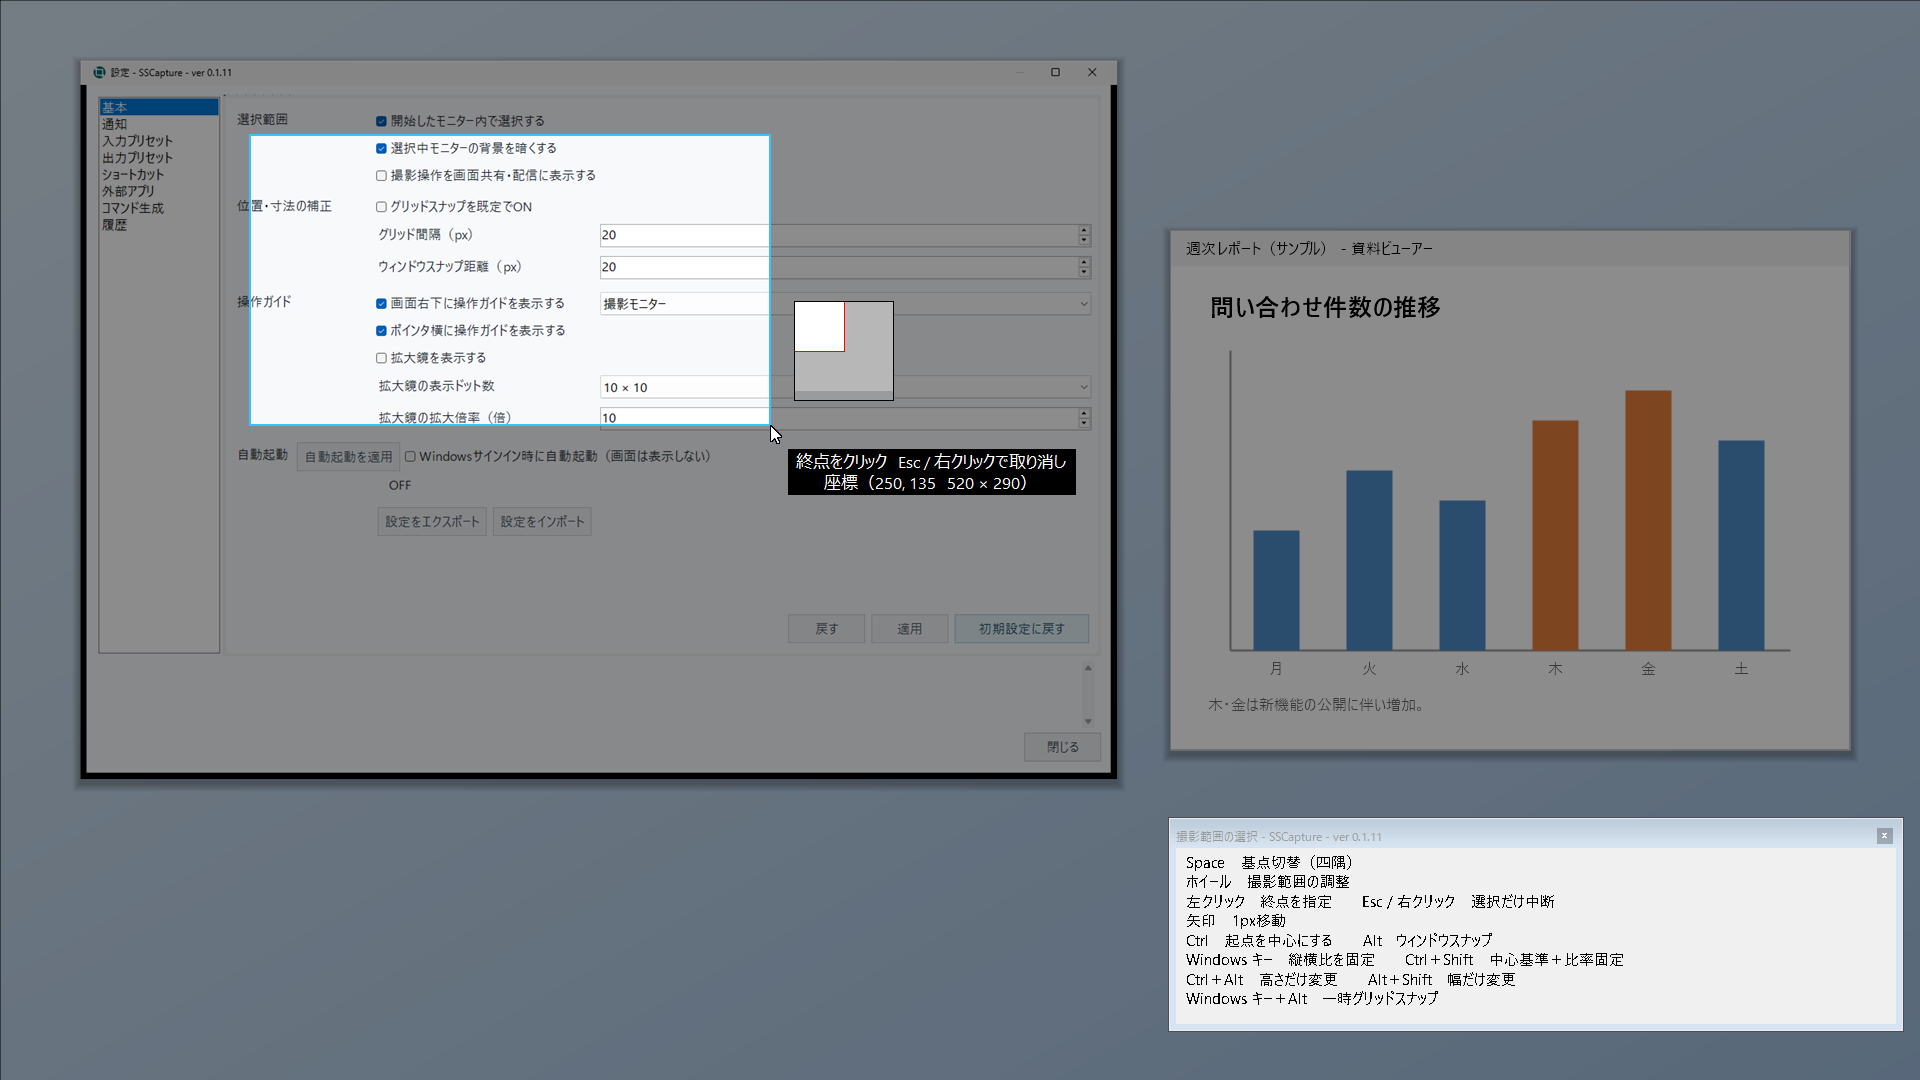 設定 - SSCapture - ver 0.1.11
基本
通知
入力プリセット
出力プリセット
ショートカット
外部アプリ
コマンド生成
履歴
選択範囲
開始したモニター内で選択する
選択中モニターの背景を暗くする
撮影操作を画面共有・配信に表示する
位置・寸法の補正
グリッドスナップを既定でON
グリッド間隔（px） 20
ウィンドウスナップ距離（px） 20
操作ガイド
画面右下に操作ガイドを表示する 撮影モニター
ポインタ横に操作ガイドを表示する
拡大鏡を表示する
拡大鏡の表示ドット数 10 × 10
拡大鏡の拡大倍率（倍） 10
自動起動 自動起動を適用 Windowsサインイン時に自動起動（画面は表示しない）
OFF
設定をエクスポート 設定をインポート
戻す 適用 初期設定に戻す
閉じる
終点をクリック Esc / 右クリックで取り消し
座標（250, 135 520 × 290）
週次レポート（サンプル） - 資料ビューアー
問い合わせ件数の推移
月 火 水 木 金 土
木・金は新機能の公開に伴い増加。
撮影範囲の選択 - SSCapture - ver 0.1.11
Space 基点切替（四隅）
ホイール 撮影範囲の調整
左クリック 終点を指定 Esc / 右クリック 選択だけ中断
矢印 1px移動
Ctrl 起点を中心にする Alt ウィンドウスナップ
Windows キー 縦横比を固定 Ctrl＋Shift 中心基準＋比率固定
Ctrl＋Alt 高さだけ変更 Alt＋Shift 幅だけ変更
Windows キー＋Alt 一時グリッドスナップ